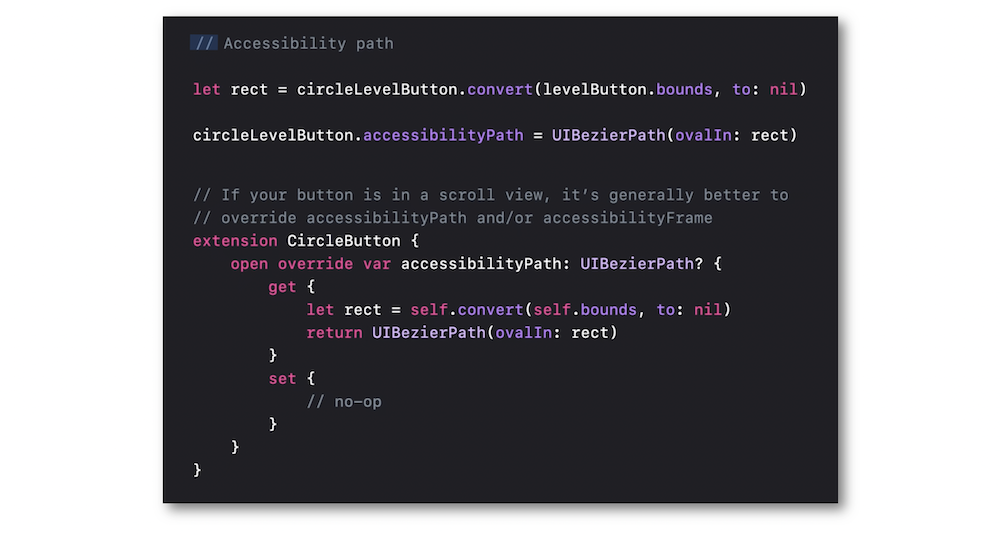 // Accessibility path
let rect = circleLevelButton.convert(levelButton.bounds, to: nil)
circleLevelButton.accessibilityPath = UIBezierPath(ovalIn: rect)
// If your button is in a scroll view, it’s generally better to
// override accessibilityPath and/or accessibilityFrame
extension CircleButton {
    open override var accessibilityPath: UIBezierPath? {
        get {
            let rect = self.convert(self.bounds, to: nil)
            return UIBezierPath(ovalIn: rect)
        }
        set {
            // no-op
        }
    }
}